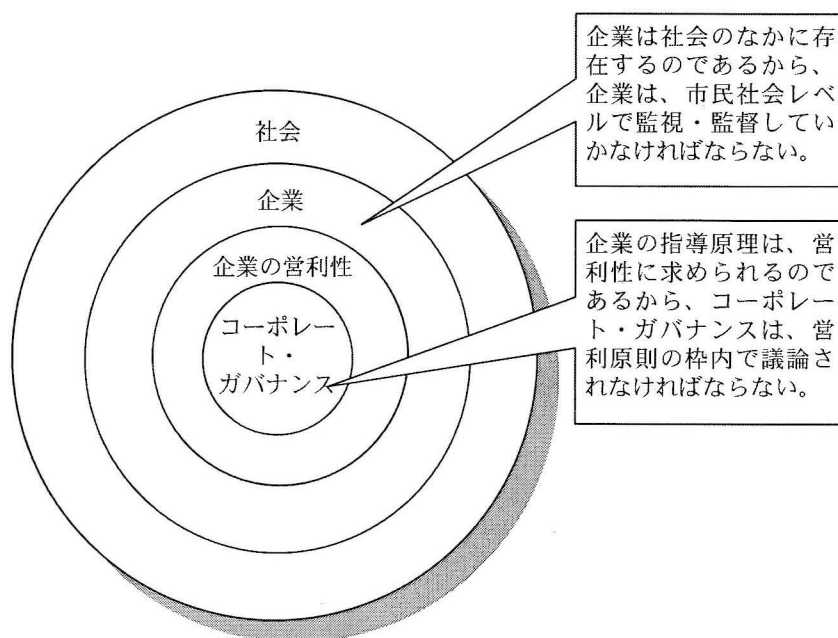 社会
企業
企業の営利性
コーポレー
ト・
ガバナンス
企業は社会のなかに存
在するのであるから、
企業は、市民社会レベ
ルで監視・監督してい
かなければならない。
企業の指導原理は、営
利性に求められるので
あるから、コーポレー
ト・ガバナンスは、営
利原則の枠内で議論さ
れなければならない。